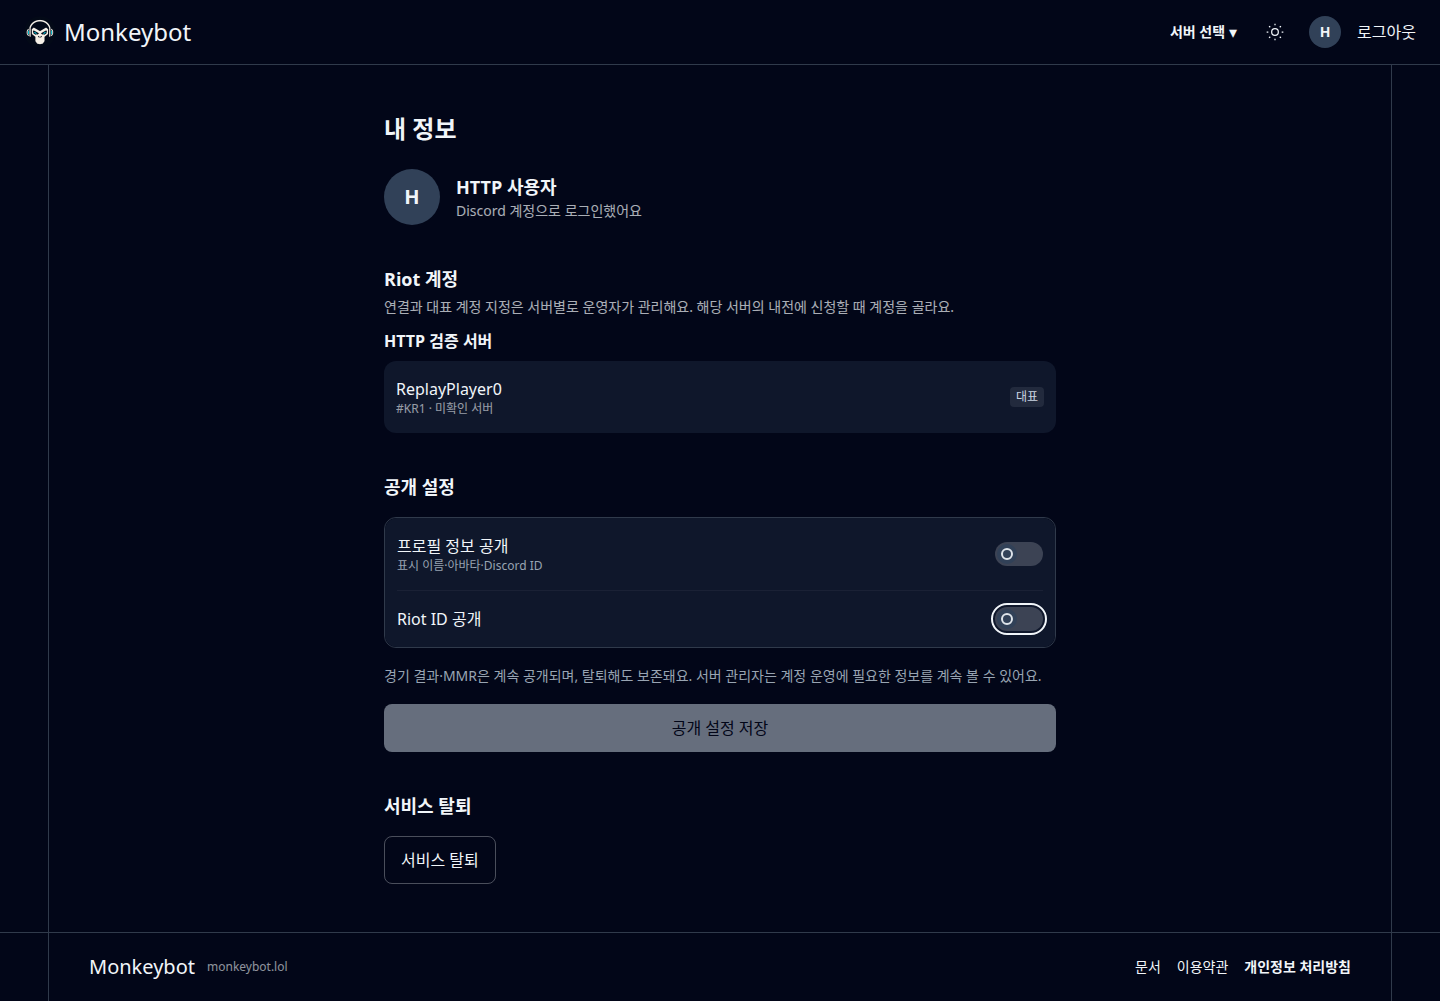 Monkeybot
서버 선택 ▾
H
로그아웃
내 정보
H
HTTP 사용자
Discord 계정으로 로그인했어요
Riot 계정
연결과 대표 계정 지정은 서버별로 운영자가 관리해요. 해당 서버의 내전에 신청할 때 계정을 골라요.
HTTP 검증 서버
ReplayPlayer0
#KR1 · 미확인 서버
대표
공개 설정
프로필 정보 공개
표시 이름·아바타·Discord ID
Riot ID 공개
경기 결과·MMR은 계속 공개되며, 탈퇴해도 보존돼요. 서버 관리자는 계정 운영에 필요한 정보를 계속 볼 수 있어요.
공개 설정 저장
서비스 탈퇴
서비스 탈퇴
Monkeybot
monkeybot.lol
문서
이용약관
개인정보 처리방침